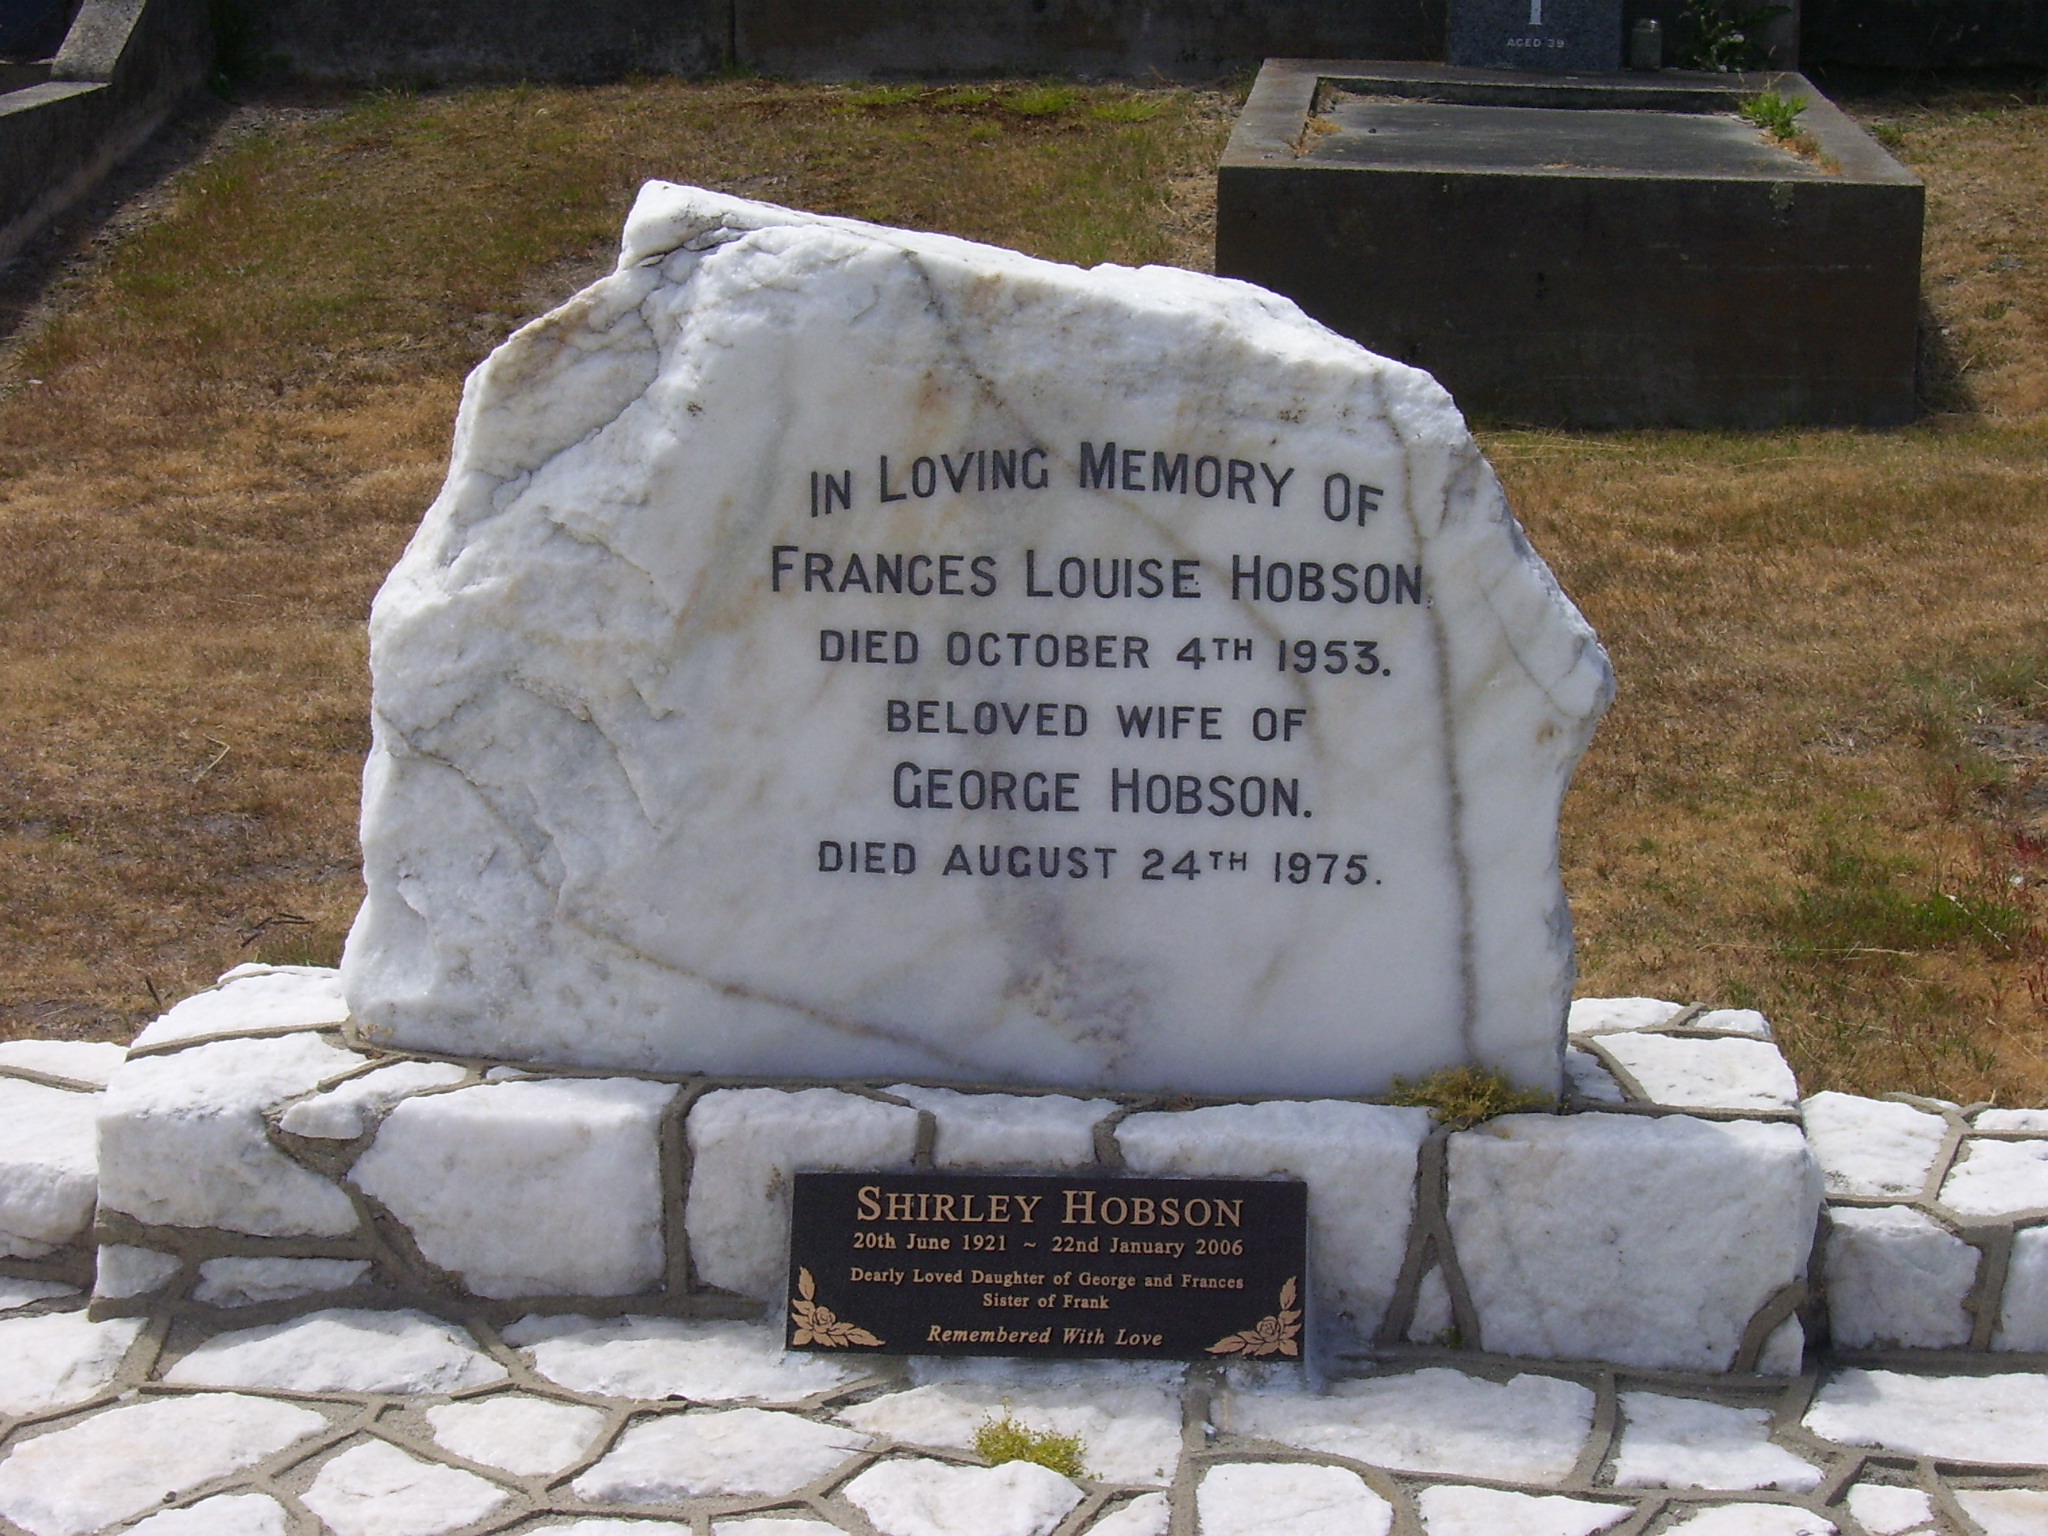 AGED 39
IN LOVING MEMORY OF
FRANCES LOUISE HOBSON.
DIED OCTOBER 4TH 1953.
BELOVED WIFE OF
GEORGE HOBSON.
DIED AUGUST 24TH 1975.
SHIRLEY HOBSON
20th June 1921 ~ 22nd January 2006
Dearly Loved Daughter of George and Frances
Sister of Frank
Remembered With Love